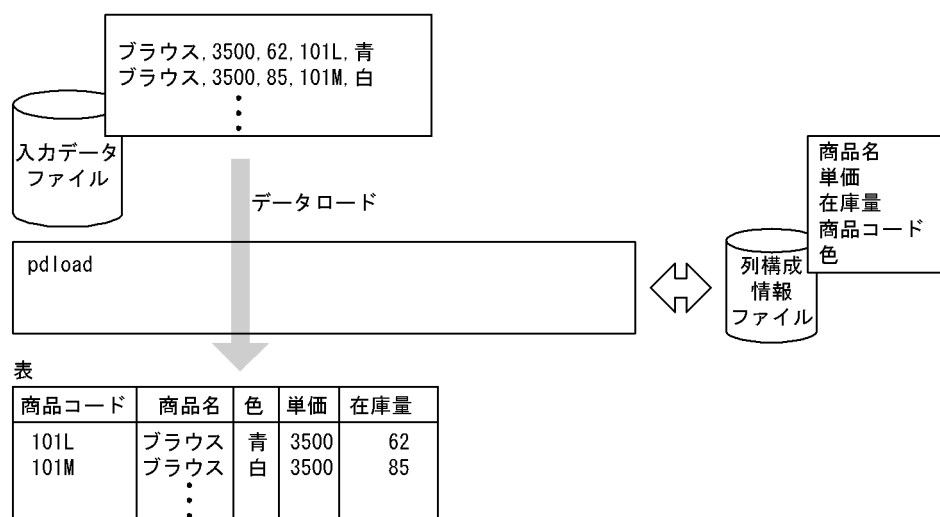 ブラウス,3500,62,101L,青
ブラウス,3500,85,101M,白
入力データ
ファイル
データロード
商品名
単価
在庫量
商品コード
色
列構成
情報
ファイル
pdload
表
商品コード 商品名 色 単価 在庫量
101L ブラウス 青 3500 62
101M ブラウス 白 3500 85